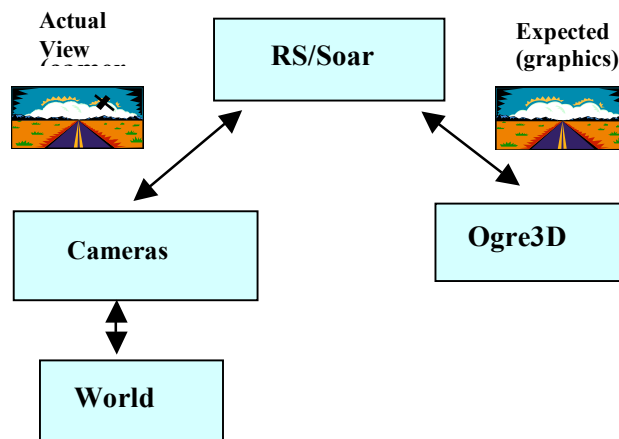 Actual
View
RS/Soar
Expected
(graphics)
Cameras
Ogre3D
World